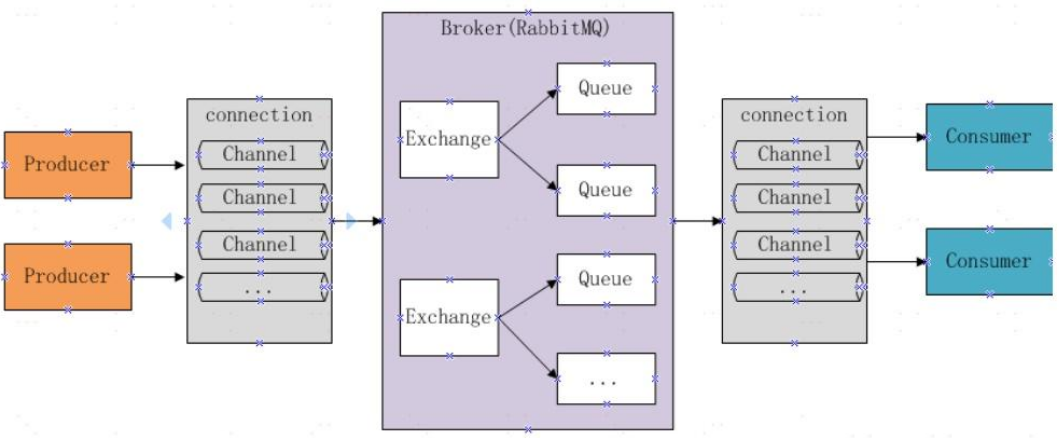 Broker(RabbitMQ)
Producer
Producer
connection
Channel
Channel
Channel
...
Exchange
Queue
Queue
Exchange
Queue
...
connection
Channel
Channel
Channel
...
Consumer
Consumer